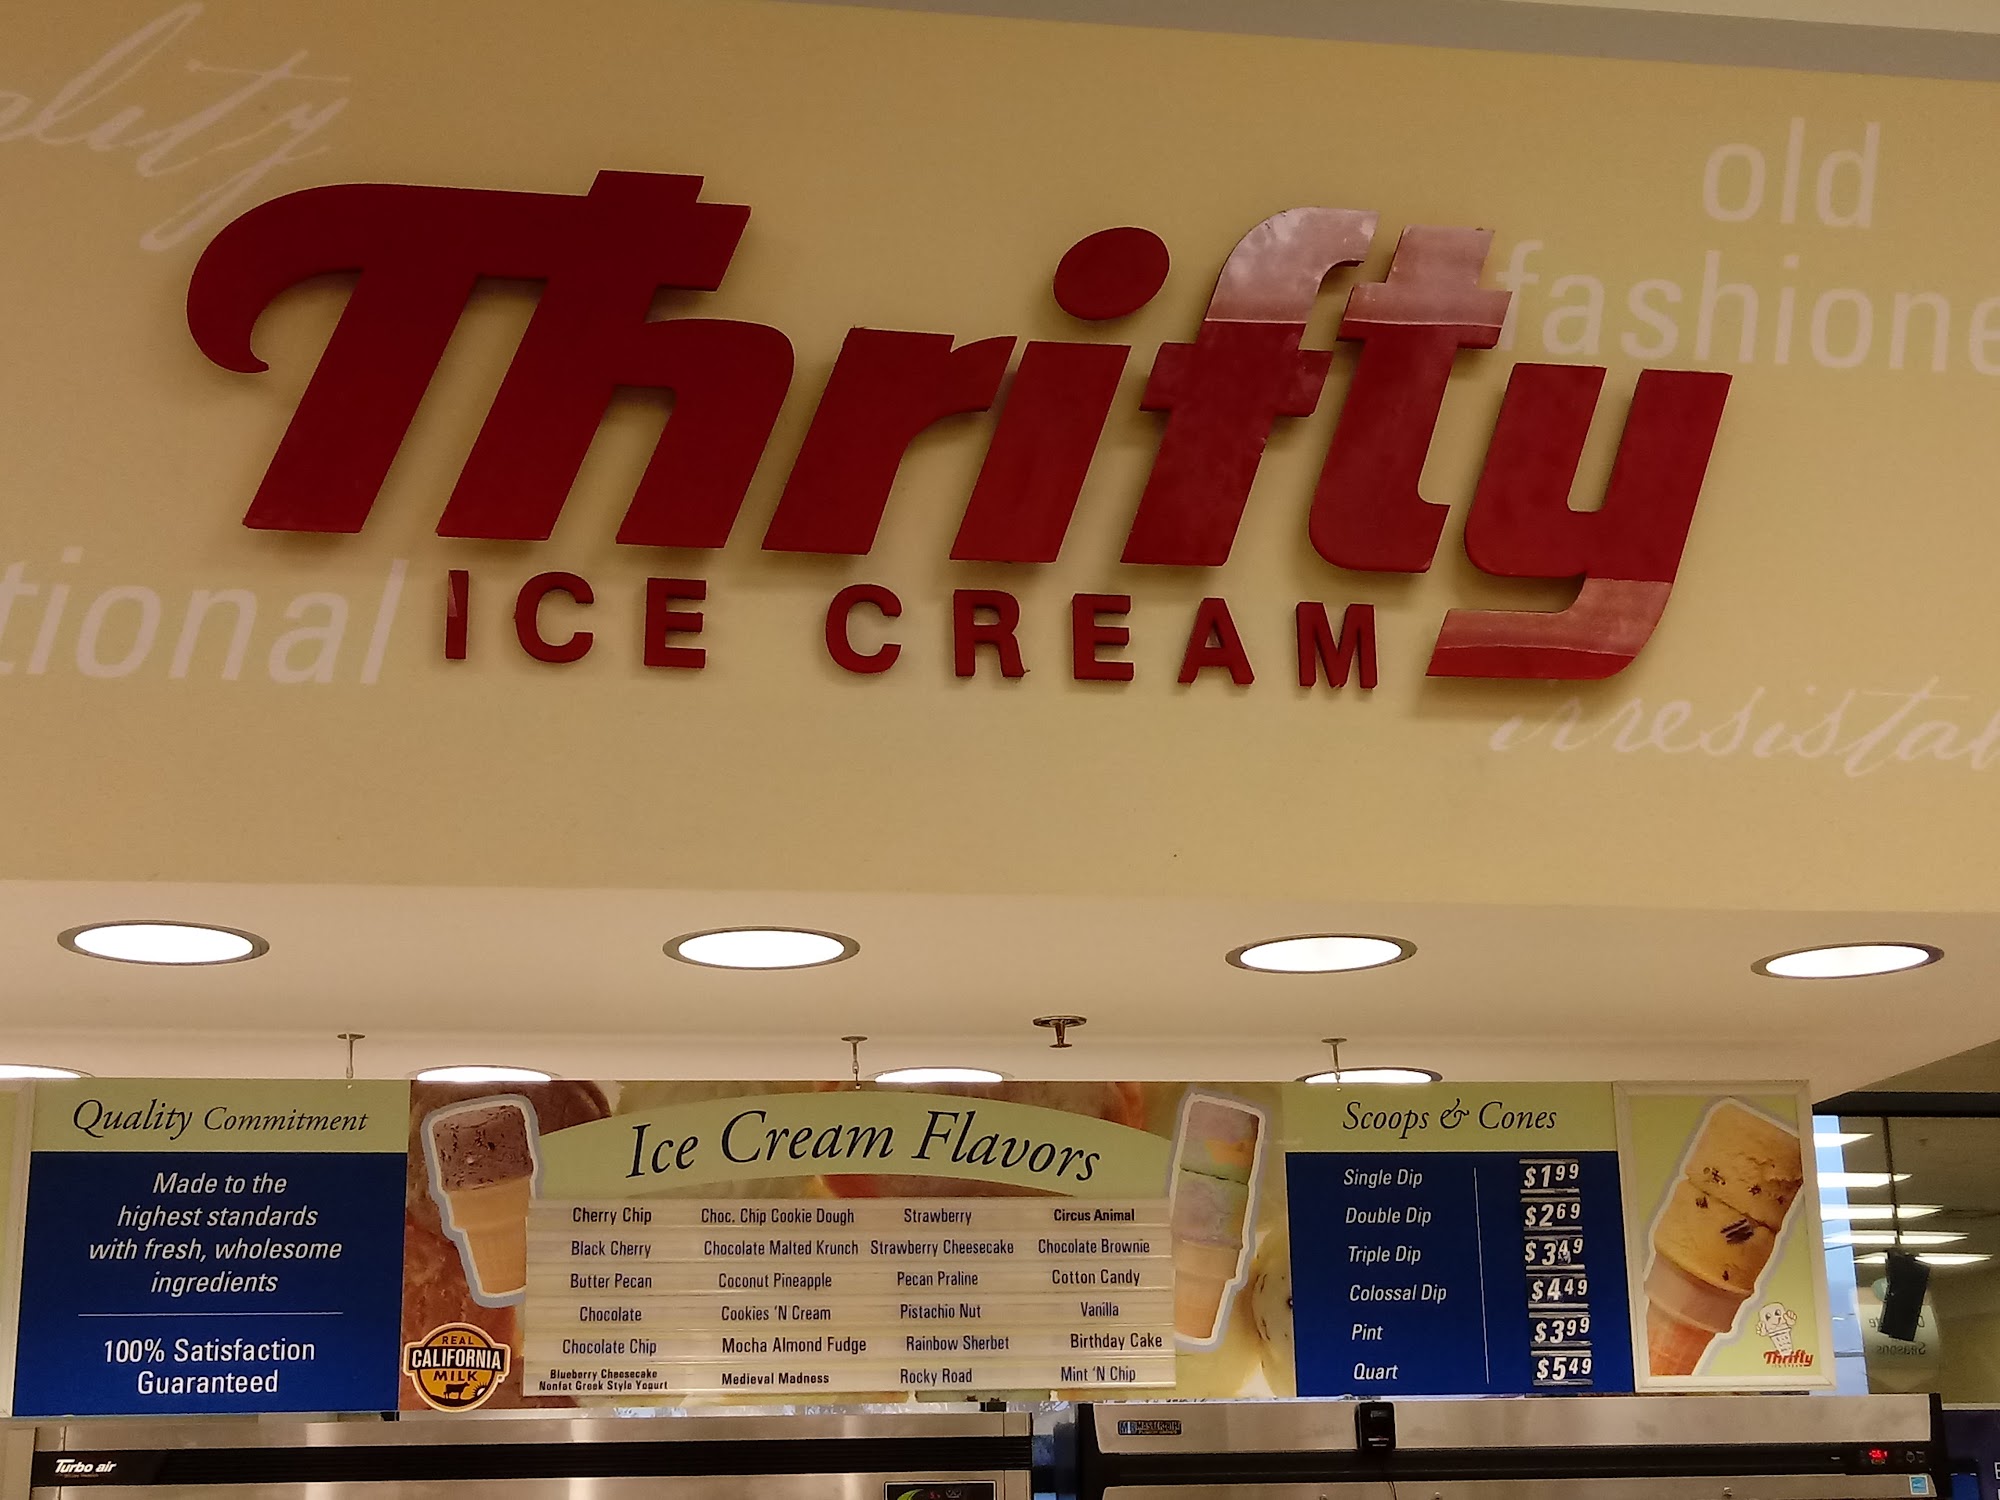 ality
old
fashione
Thrifty
ICE CREAM
tional
irresistab
Quality Commitment
Made to the
highest standards
with fresh, wholesome
ingredients
100% Satisfaction
Guaranteed
REAL
CALIFORNIA
MILK
Ice Cream Flavors
Cherry Chip Choc. Chip Cookie Dough Strawberry Circus Animal
Black Cherry Chocolate Malted Krunch Strawberry Cheesecake Chocolate Brownie
Butter Pecan Coconut Pineapple Pecan Praline Cotton Candy
Chocolate Cookies 'N Cream Pistachio Nut Vanilla
Chocolate Chip Mocha Almond Fudge Rainbow Sherbet Birthday Cake
Blueberry Cheesecake
Nonfat Greek Style Yogurt Medieval Madness Rocky Road Mint 'N Chip
Scoops & Cones
Single Dip $1 99
Double Dip $2 69
Triple Dip $3 49
Colossal Dip $4 49
Pint $3 99
Quart $5 49
Thrifty
Turbo air